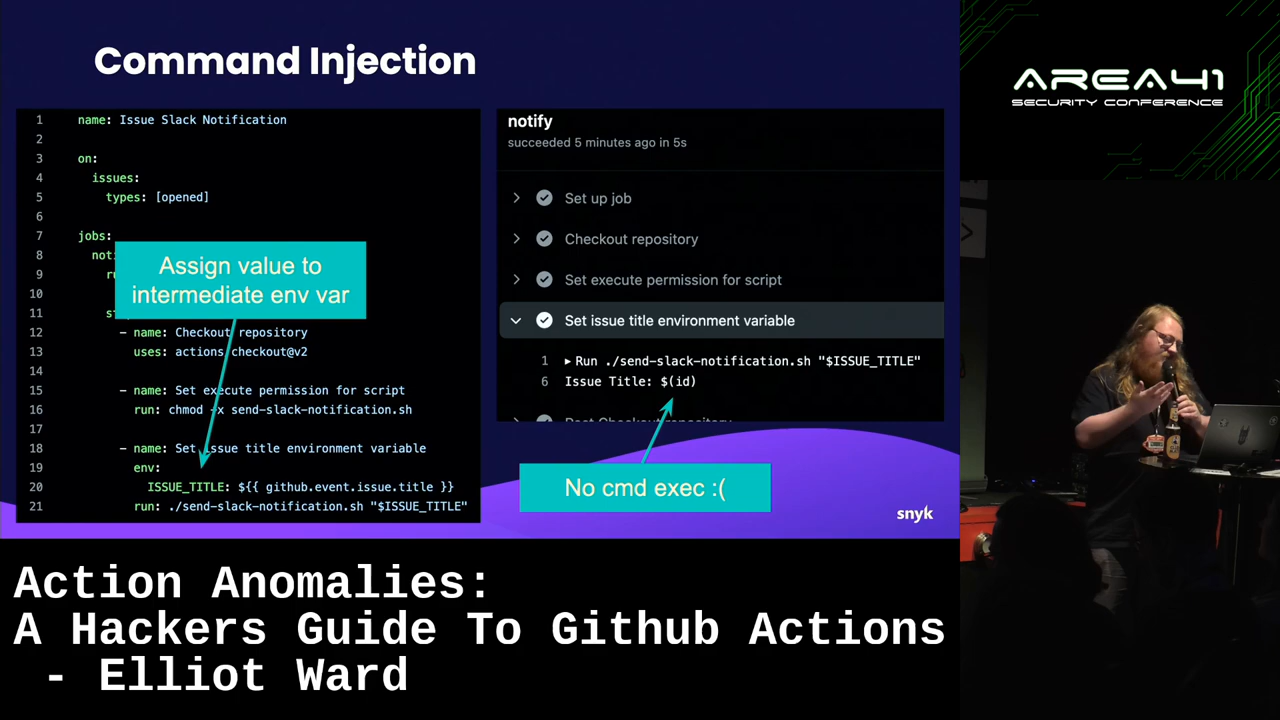 Command Injection
1 name: Issue Slack Notification
2
3 on:
4 issues:
5 types: [opened]
6
7 jobs:
8
9
10
11
12 - name: Checkout repository
13 uses: actions/checkout@v2
14
15 - name: Set execute permission for script
16 run: chmod +x send-slack-notification.sh
17
18 - name: Set issue title environment variable
19 env:
20 ISSUE_TITLE: ${{ github.event.issue.title }}
21 run: ./send-slack-notification.sh "$ISSUE_TITLE"
Assign value to
intermediate env var
notify
succeeded 5 minutes ago in 5s
Set up job
Checkout repository
Set execute permission for script
Set issue title environment variable
1 Run ./send-slack-notification.sh "$ISSUE_TITLE"
6 Issue Title: $(id)
No cmd exec :(
snyk
AREA41
SECURITY CONFERENCE
Action Anomalies:
A Hackers Guide To Github Actions
- Elliot Ward